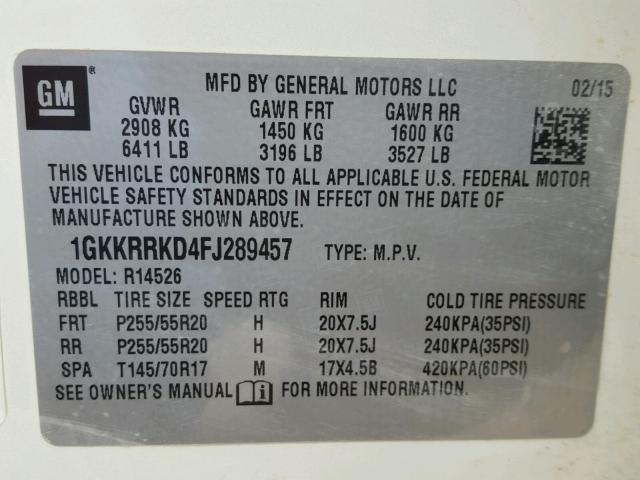 GM ® MFD BY GENERAL MOTORS LLC 02/15
GVWR GAWR FRT GAWR RR
2908 KG 1450 KG 1600 KG
6411 LB 3196 LB 3527 LB
THIS VEHICLE CONFORMS TO ALL APPLICABLE U.S. FEDERAL MOTOR
VEHICLE SAFETY STANDARDS IN EFFECT ON THE DATE OF
MANUFACTURE SHOWN ABOVE.
1GKKRRKD4FJ289457 TYPE: M.P.V.
MODEL: R14526
RBBL TIRE SIZE SPEED RTG RIM COLD TIRE PRESSURE
FRT P255/55R20 H 20X7.5J 240KPA(35PSI)
RR P255/55R20 H 20X7.5J 240KPA(35PSI)
SPA T145/70R17 M 17X4.5B 420KPA(60PSI)
SEE OWNER'S MANUAL i FOR MORE INFORMATION.